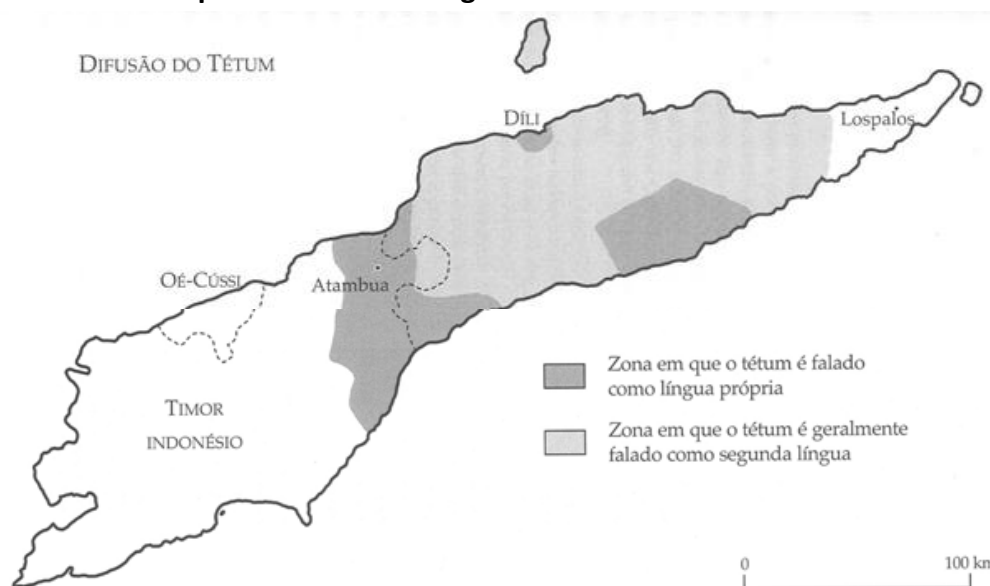 DIFUSÃO DO TÉTUM
DÍLI
Lospalos
OÉ-CÚSSI
Atambua
TIMOR
INDONÉSIO
Zona em que o tétum é falado
como língua própria
Zona em que o tétum é geralmente
falado como segunda língua
0 100 km